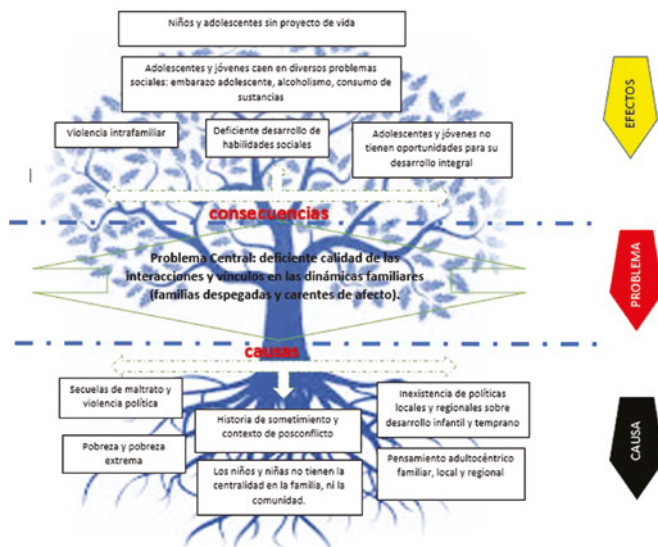 Niños y adolescentes sin proyecto de vida
Adolescentes y jóvenes caen en diversos problemas
sociales: embarazo adolescente, alcoholismo, consumo de
sustancias
Violencia intrafamiliar
Deficiente desarrollo de
habilidades sociales
Adolescentes y jóvenes no
tienen oportunidades para su
desarrollo integral
EFECTOS
consecuencias
Problema Central: deficiente calidad de las
interacciones y vínculos en las dinámicas familiares
(familias despegadas y carentes de afecto).
PROBLEMA
causas
Secuelas de maltrato y
violencia política
Historia de sometimiento y
contexto de posconflicto
Inexistencia de políticas
locales y regionales sobre
desarrollo infantil y temprano
Pobreza y pobreza
extrema
Los niños y niñas no tienen la
centralidad en la familia, ni la
comunidad.
Pensamiento adultocéntrico
familiar, local y regional
CAUSA